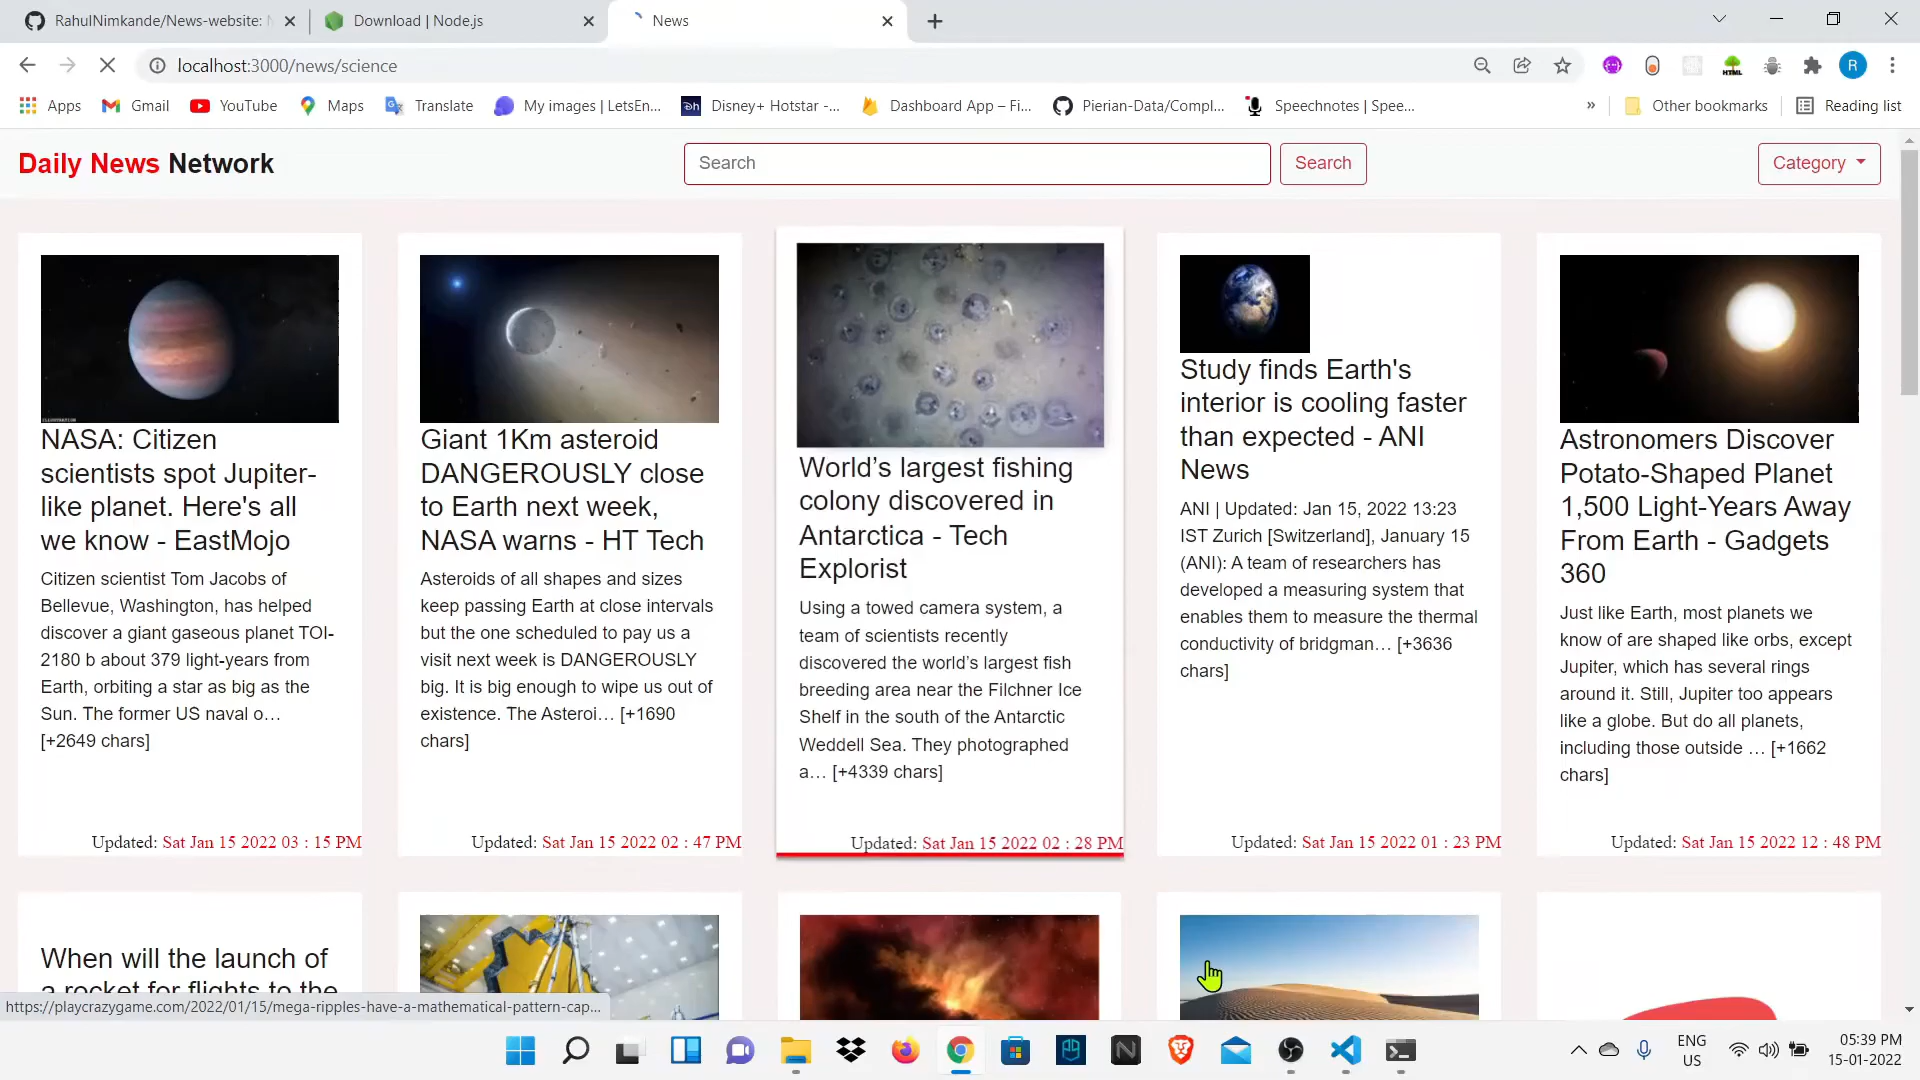 RahulNimkande/News-website:
Download | Node.js
News
localhost:3000/news/science
R
Apps
Gmail
YouTube
Maps
Translate
My images | LetsEn...
Disney+ Hotstar -...
Dashboard App – Fi...
Pierian-Data/Compl...
Speechnotes | Spee...
»
Other bookmarks
Reading list
Daily News Network
Search
Search
Category
NASA: Citizen
scientists spot Jupiter-
like planet. Here's all
we know - EastMojo
Citizen scientist Tom Jacobs of
Bellevue, Washington, has helped
discover a giant gaseous planet TOI-
2180 b about 379 light-years from
Earth, orbiting a star as big as the
Sun. The former US naval o…
[+2649 chars]
Updated: Sat Jan 15 2022 03 : 15 PM
Giant 1Km asteroid
DANGEROUSLY close
to Earth next week,
NASA warns - HT Tech
Asteroids of all shapes and sizes
keep passing Earth at close intervals
but the one scheduled to pay us a
visit next week is DANGEROUSLY
big. It is big enough to wipe us out of
existence. The Asteroi… [+1690
chars]
Updated: Sat Jan 15 2022 02 : 47 PM
World’s largest fishing
colony discovered in
Antarctica - Tech
Explorist
Using a towed camera system, a
team of scientists recently
discovered the world’s largest fish
breeding area near the Filchner Ice
Shelf in the south of the Antarctic
Weddell Sea. They photographed
a… [+4339 chars]
Updated: Sat Jan 15 2022 02 : 28 PM
Study finds Earth's
interior is cooling faster
than expected - ANI
News
ANI | Updated: Jan 15, 2022 13:23
IST Zurich [Switzerland], January 15
(ANI): A team of researchers has
developed a measuring system that
enables them to measure the thermal
conductivity of bridgman… [+3636
chars]
Updated: Sat Jan 15 2022 01 : 23 PM
Astronomers Discover
Potato-Shaped Planet
1,500 Light-Years Away
From Earth - Gadgets
360
Just like Earth, most planets we
know of are shaped like orbs, except
Jupiter, which has several rings
around it. Still, Jupiter too appears
like a globe. But do all planets,
including those outside … [+1662
chars]
Updated: Sat Jan 15 2022 12 : 48 PM
When will the launch of
a rocket for flights to the
https://playcrazygame.com/2022/01/15/mega-ripples-have-a-mathematical-pattern-cap...
ENG
US
05:39 PM
15-01-2022